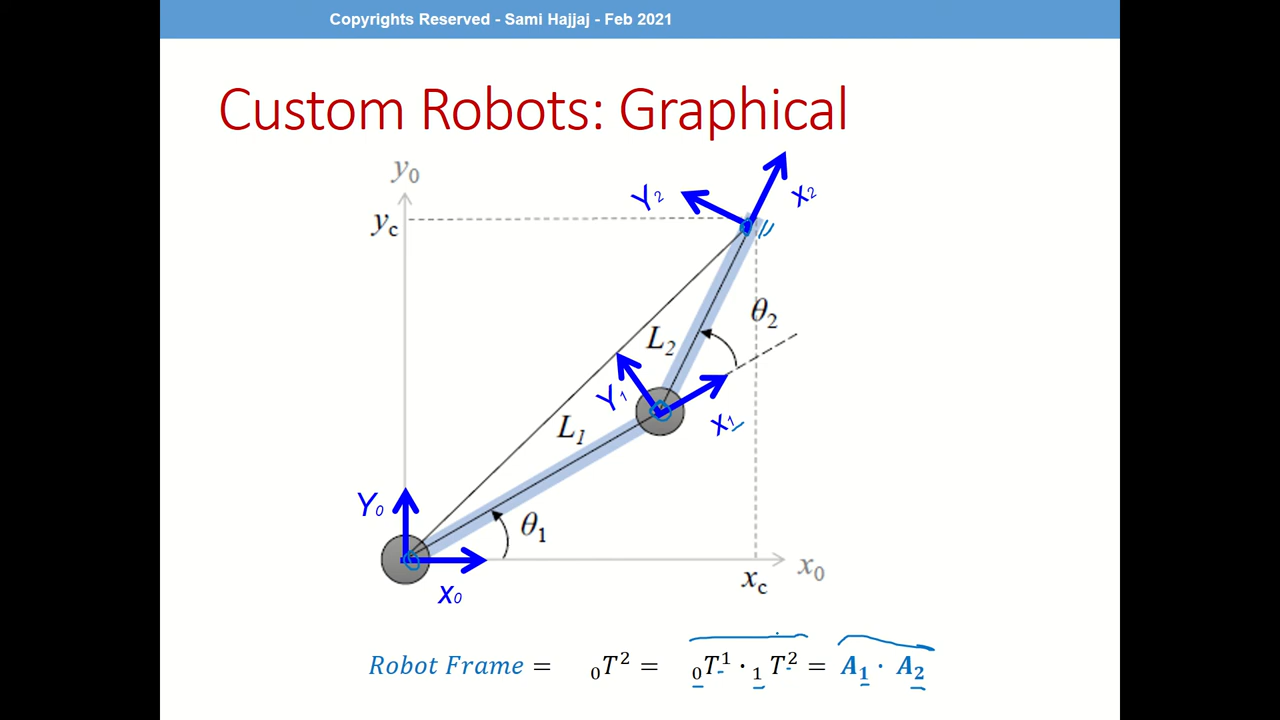 Copyrights Reserved - Sami Hajjaj - Feb 2021
Custom Robots: Graphical
y₀
Y₂
X₂
y_c
θ₂
L₂
Y₁
X₁
L₁
Y₀
θ₁
x_c
x₀
X₀
Robot Frame = ₀T² = ₀T¹ · ₁T² = A₁ · A₂